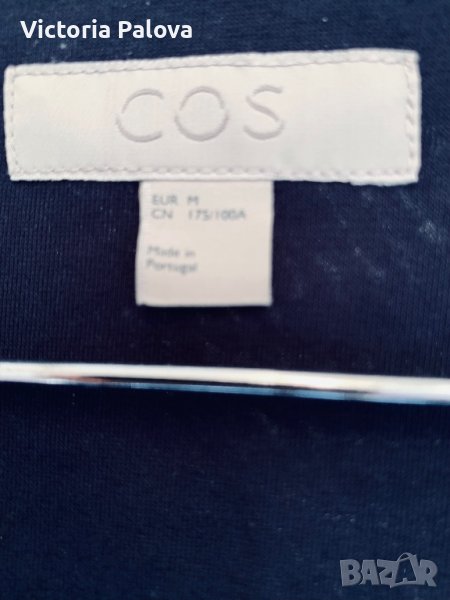 Victoria Palova
COS
EUR M
CN 175/100A
Made in
Portugal
BAZAR